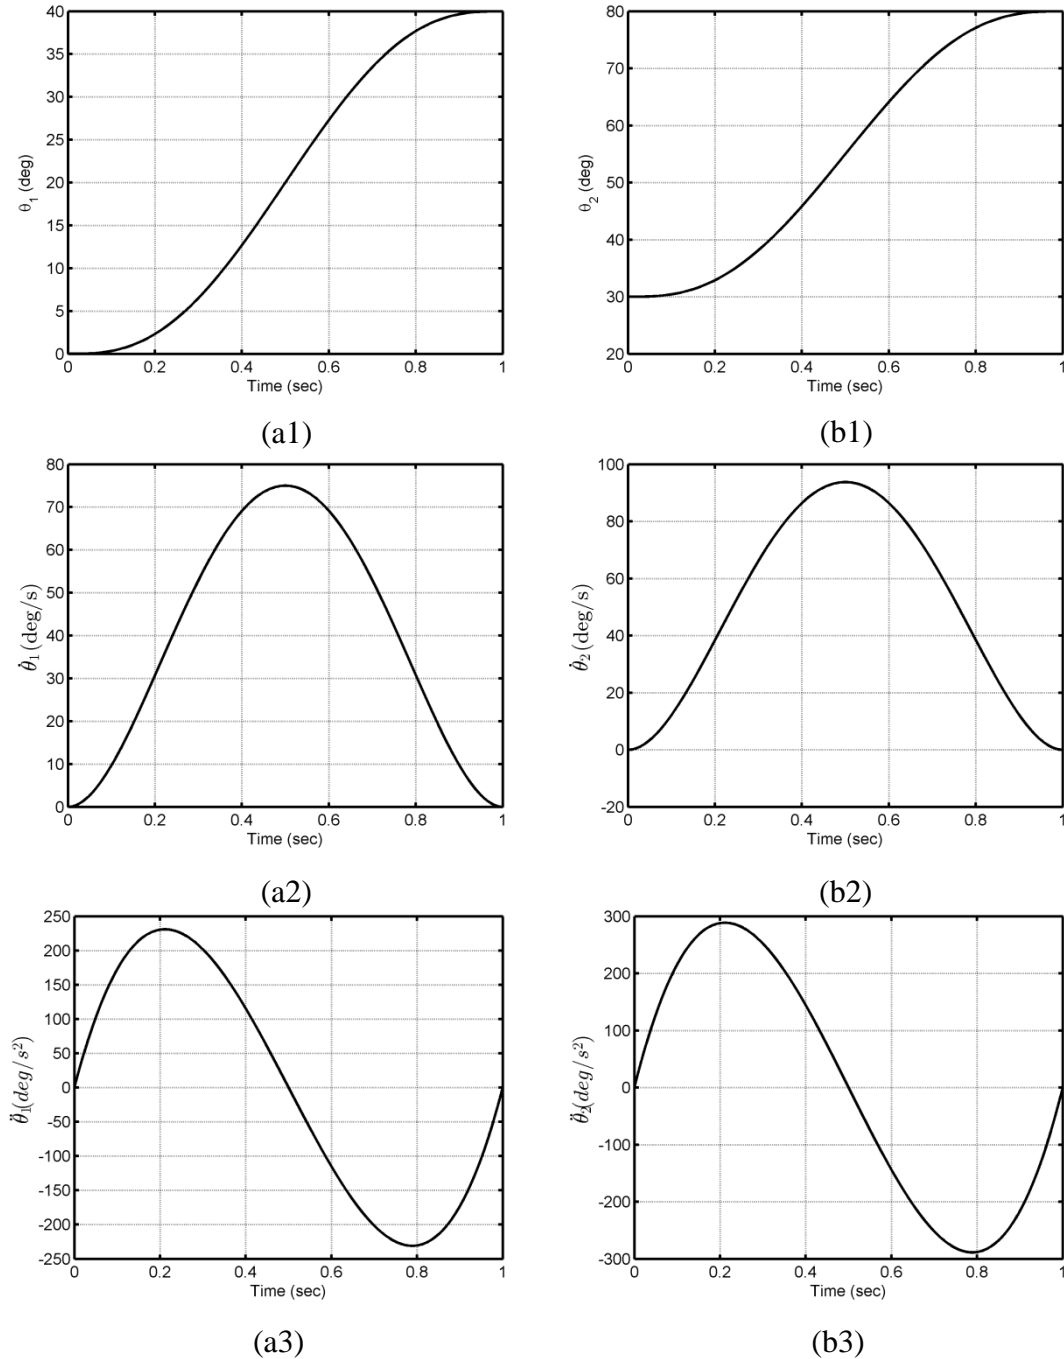 40
35
30
25
20
15
10
5
0
θ_1 (deg)
0 0.2 0.4 0.6 0.8 1
Time (sec)
(a1)
80
70
60
50
40
30
20
θ_2 (deg)
0 0.2 0.4 0.6 0.8 1
Time (sec)
(b1)
80
70
60
50
40
30
20
10
0
θ̇_1(deg/s)
0 0.2 0.4 0.6 0.8 1
Time (sec)
(a2)
100
80
60
40
20
0
-20
θ̇_2(deg/s)
0 0.2 0.4 0.6 0.8 1
Time (sec)
(b2)
250
200
150
100
50
0
-50
-100
-150
-200
-250
θ̈_1(deg/s²)
0 0.2 0.4 0.6 0.8 1
Time (sec)
(a3)
300
200
100
0
-100
-200
-300
θ̈_2(deg/s²)
0 0.2 0.4 0.6 0.8 1
Time (sec)
(b3)